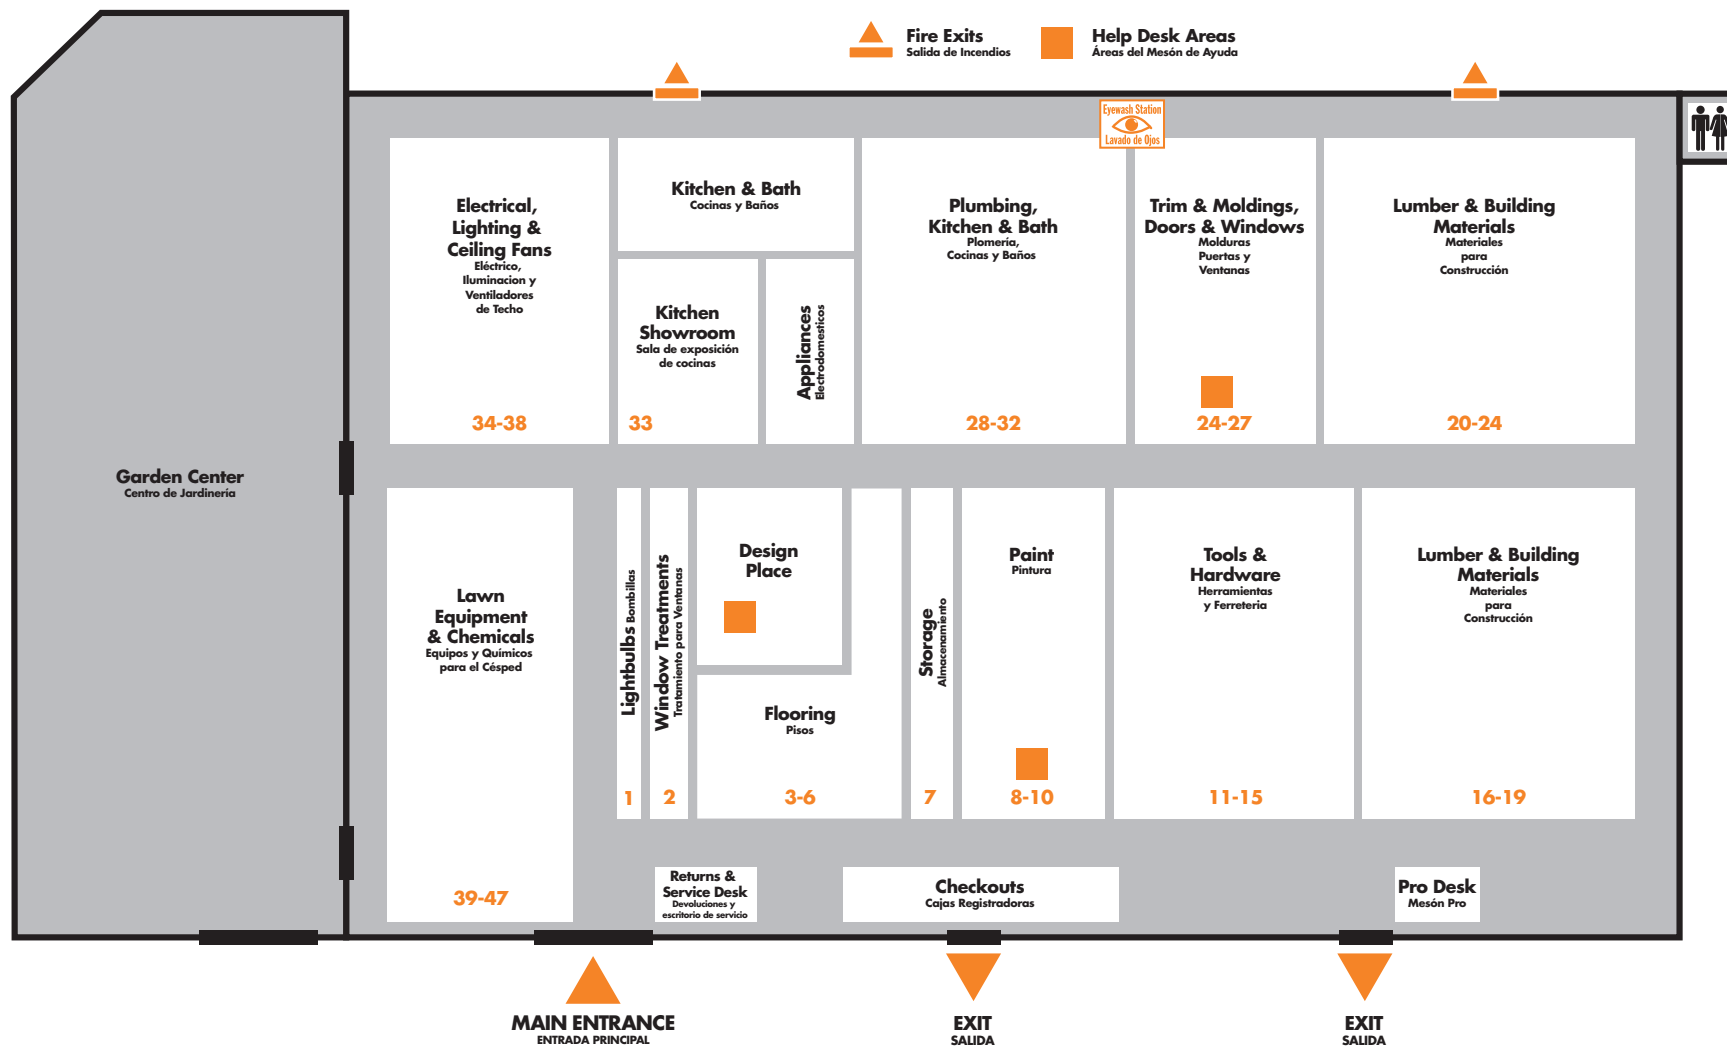 Fire Exits
Salida de Incendios
Help Desk Areas
Áreas del Mesón de Ayuda
Eyewash Station
Lavado de Ojos
Electrical,
Lighting &
Ceiling Fans
Eléctrico,
Iluminacion y
Ventiladores
de Techo
34-38
Kitchen & Bath
Cocinas y Baños
Kitchen
Showroom
Sala de exposición
de cocinas
33
Appliances
Electrodomesticos
Plumbing,
Kitchen & Bath
Plomería,
Cocinas y Baños
28-32
Trim & Moldings,
Doors & Windows
Molduras
Puertas y
Ventanas
24-27
Lumber & Building
Materials
Materiales
para
Construcción
20-24
Garden Center
Centro de Jardinería
Lawn
Equipment
& Chemicals
Equipos y Químicos
para el Césped
39-47
Lightbulbs Bombillas
1
Window Treatments
Tratamiento para Ventanas
2
Design
Place
Flooring
Pisos
3-6
Storage
Almacenamiento
7
Paint
Pintura
8-10
Tools &
Hardware
Herramientas
y Ferreteria
11-15
Lumber & Building
Materials
Materiales
para
Construcción
16-19
Returns &
Service Desk
Devoluciones y
escritorio de servicio
Checkouts
Cajas Registradoras
Pro Desk
Mesón Pro
MAIN ENTRANCE
ENTRADA PRINCIPAL
EXIT
SALIDA
EXIT
SALIDA